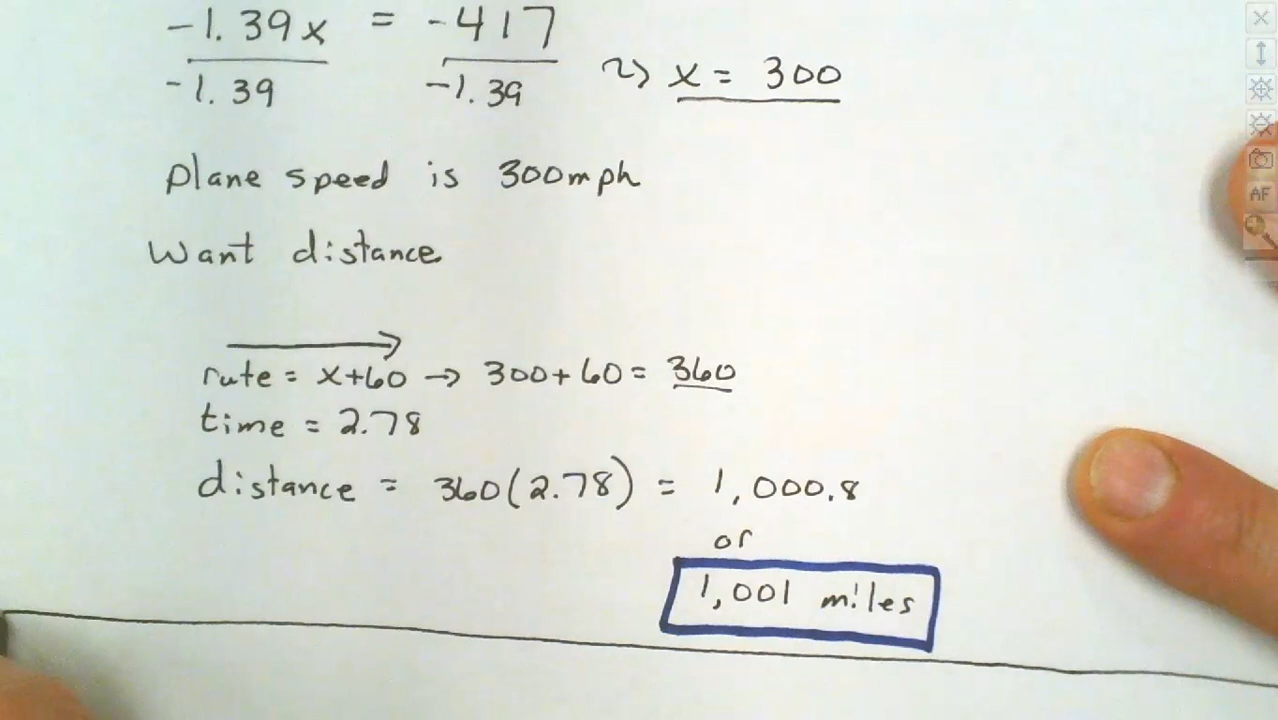 -1.39x = -417
-1.39 -1.39 x = 300
plane speed is 300mph
Want distance
rate = x+60 → 300+60 = 360
time = 2.78
distance = 360(2.78) = 1,000.8
or
1,001 miles
AF